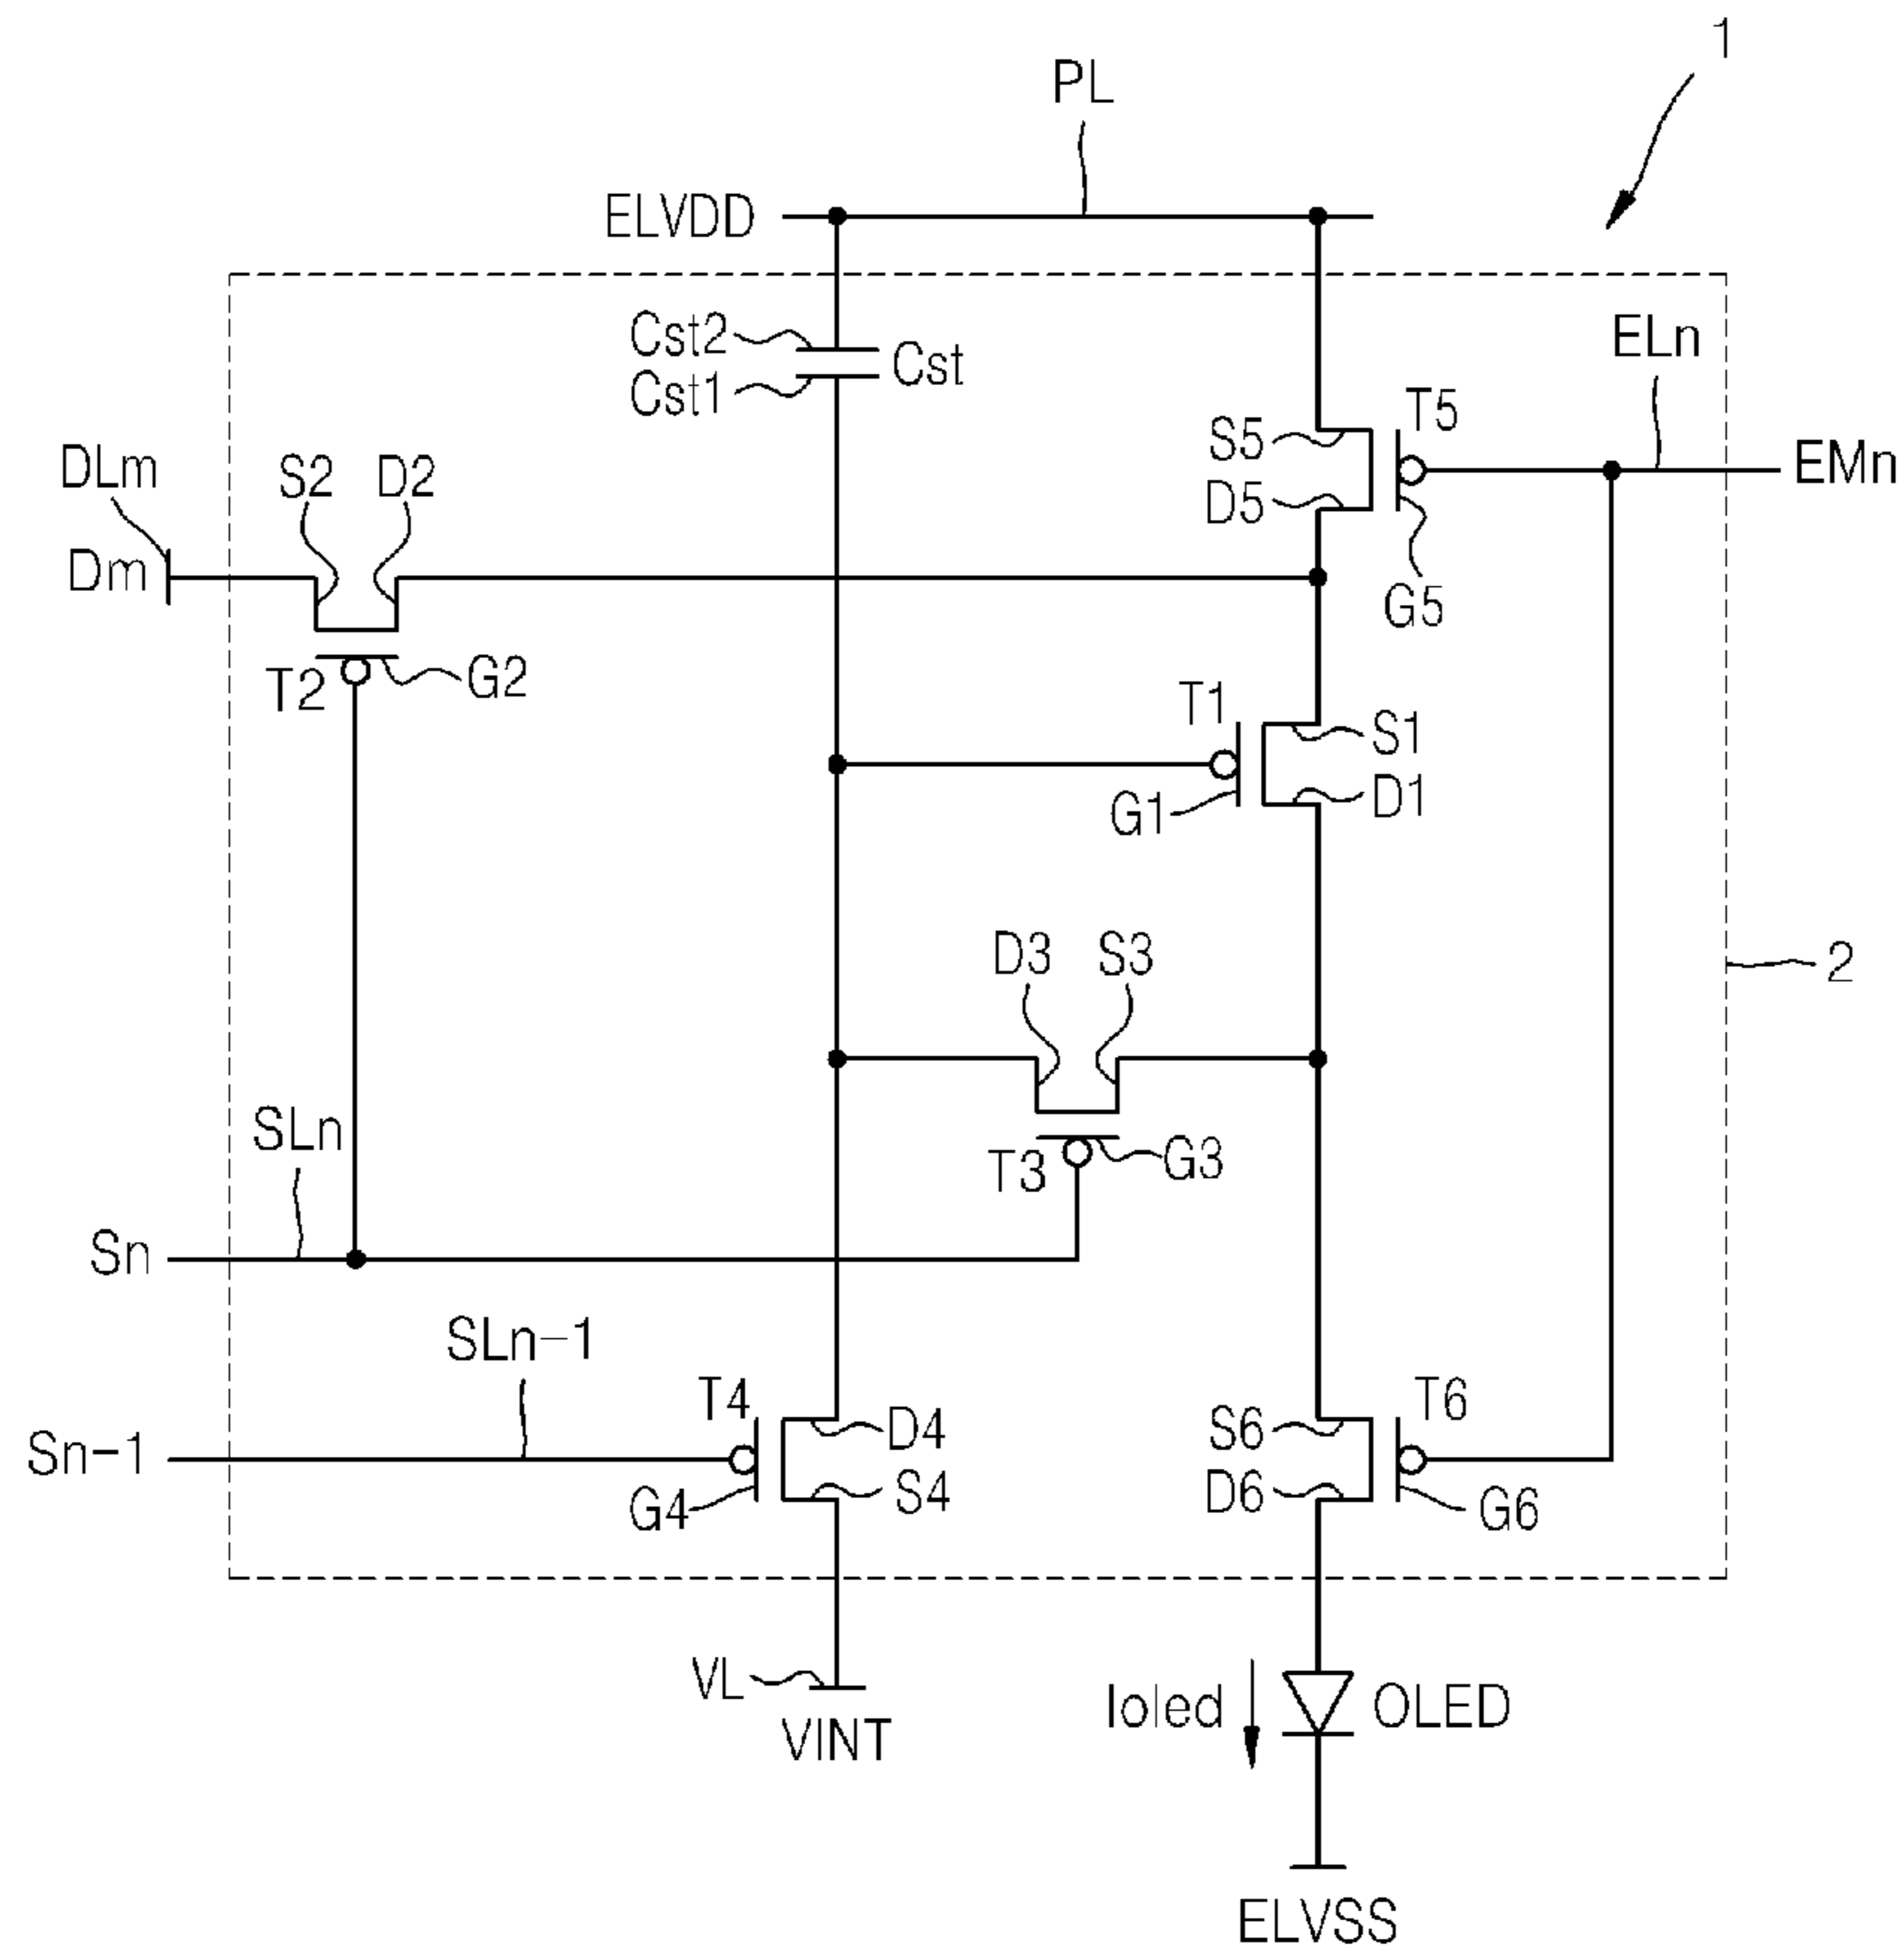 1
PL
ELVDD
Cst2
Cst
Cst1
ELn
T5
S5
EMn
DLm
S2
D2
D5
Dm
G5
T2
G2
T1
S1
G1
D1
D3
S3
2
SLn
T3
G3
Sn
SLn-1
T4
D4
S6
T6
Sn-1
G4
S4
D6
G6
VL
VINT
Ioled
OLED
ELVSS